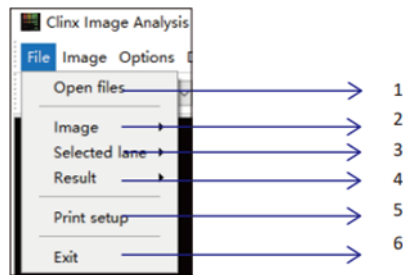 Clinx Image Analysis
File Image Options
Open files 1
Image 2
Selected lane 3
Result 4
Print setup 5
Exit 6